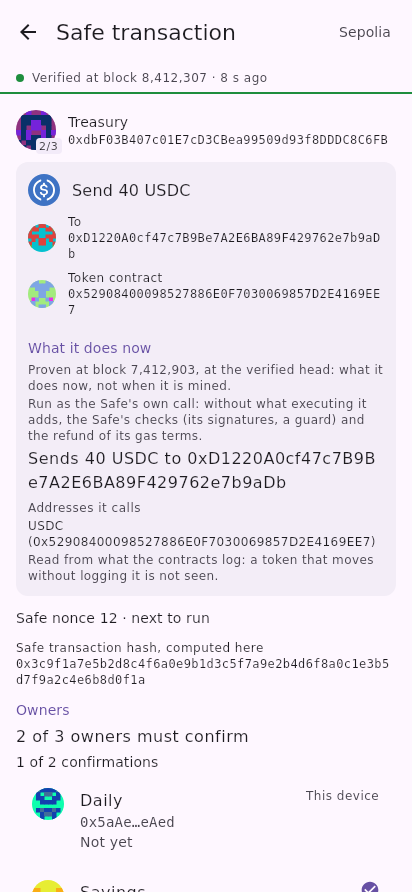 Safe transaction
Sepolia
Verified at block 8,412,307 · 8 s ago
Treasury
0xdbF03B407c01E7cD3CBea99509d93f8DDDC8C6FB
2/3
Send 40 USDC
To
0xD1220A0cf47c7B9Be7A2E6BA89F429762e7b9aD
b
Token contract
0x52908400098527886E0F7030069857D2E4169EE
7
What it does now
Proven at block 7,412,903, at the verified head: what it
does now, not when it is mined.
Run as the Safe's own call: without what executing it
adds, the Safe's checks (its signatures, a guard) and
the refund of its gas terms.
Sends 40 USDC to 0xD1220A0cf47c7B9B
e7A2E6BA89F429762e7b9aDb
Addresses it calls
USDC
(0x52908400098527886E0F7030069857D2E4169EE7)
Read from what the contracts log: a token that moves
without logging it is not seen.
Safe nonce 12 · next to run
Safe transaction hash, computed here
0x3c9f1a7e5b2d8c4f6a0e9b1d3c5f7a9e2b4d6f8a0c1e3b5
d7f9a2c4e6b8d0f1a
Owners
2 of 3 owners must confirm
1 of 2 confirmations
Daily
This device
0x5aAe…eAed
Not yet
Savings